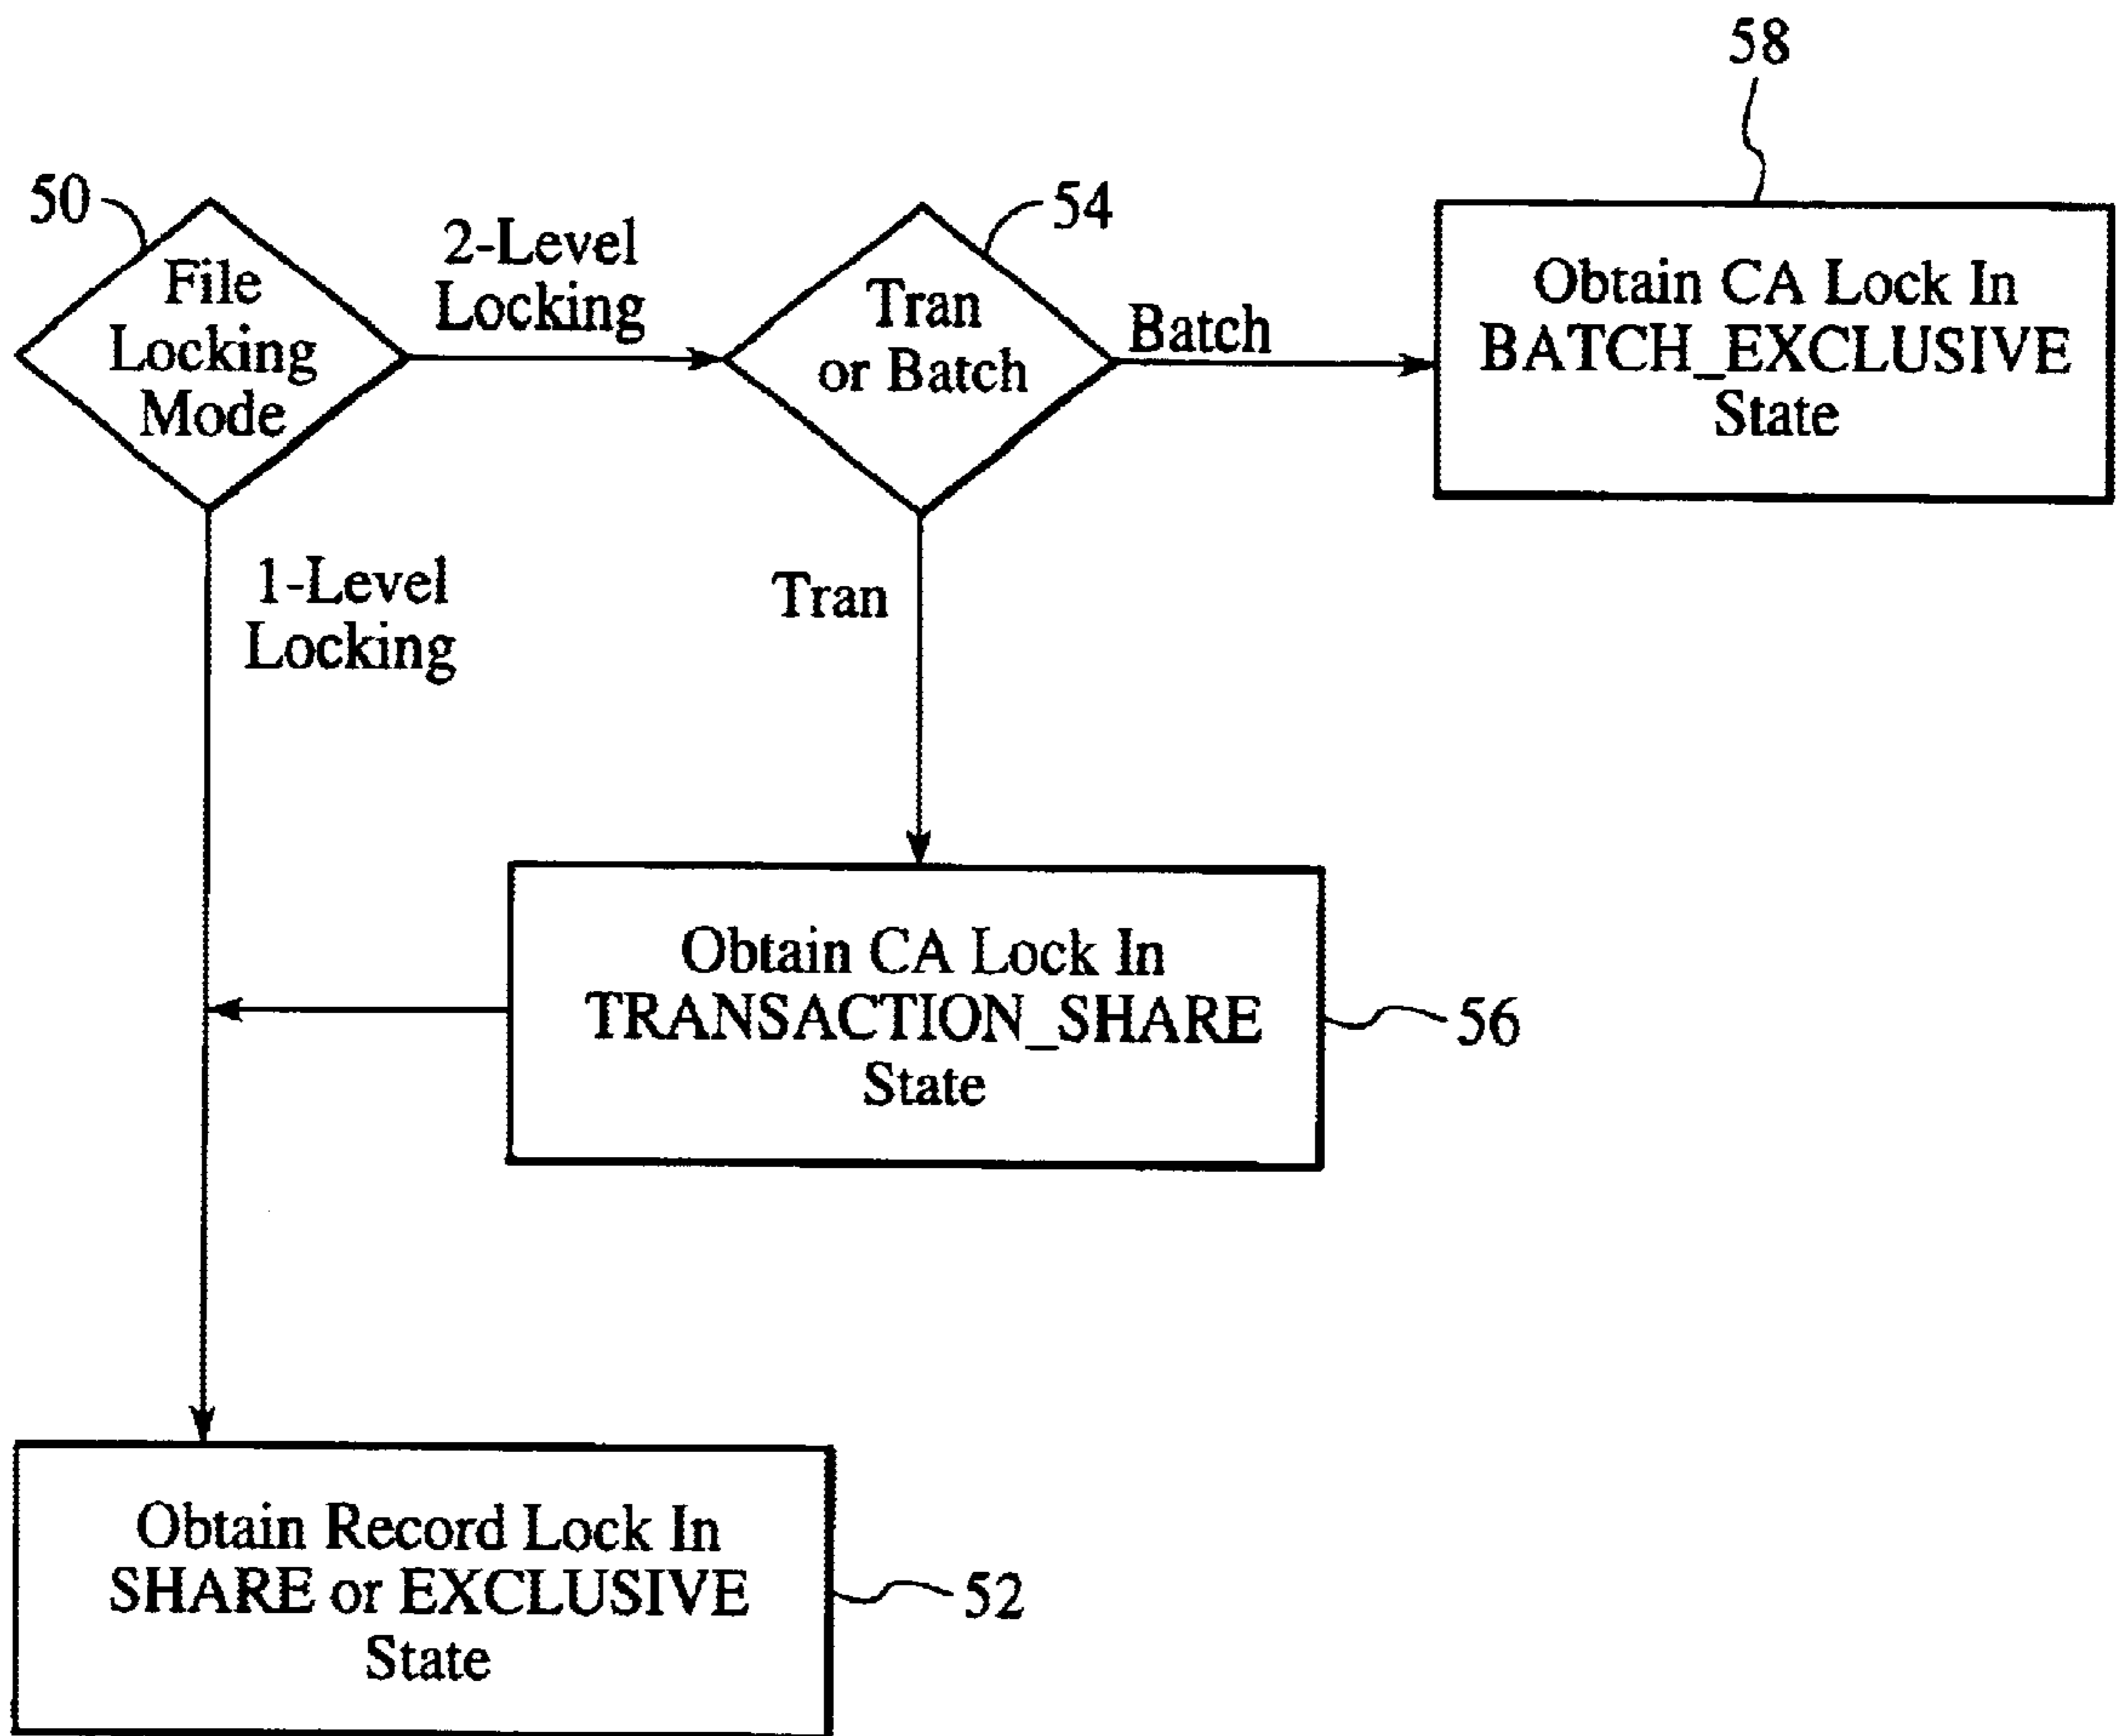 58
50
File
Locking
Mode
2-Level
Locking
54
Tran
or Batch
Batch
Obtain CA Lock In
BATCH_EXCLUSIVE
State
1-Level
Locking
Tran
Obtain CA Lock In
TRANSACTION_SHARE
State
56
Obtain Record Lock In
SHARE or EXCLUSIVE
State
52